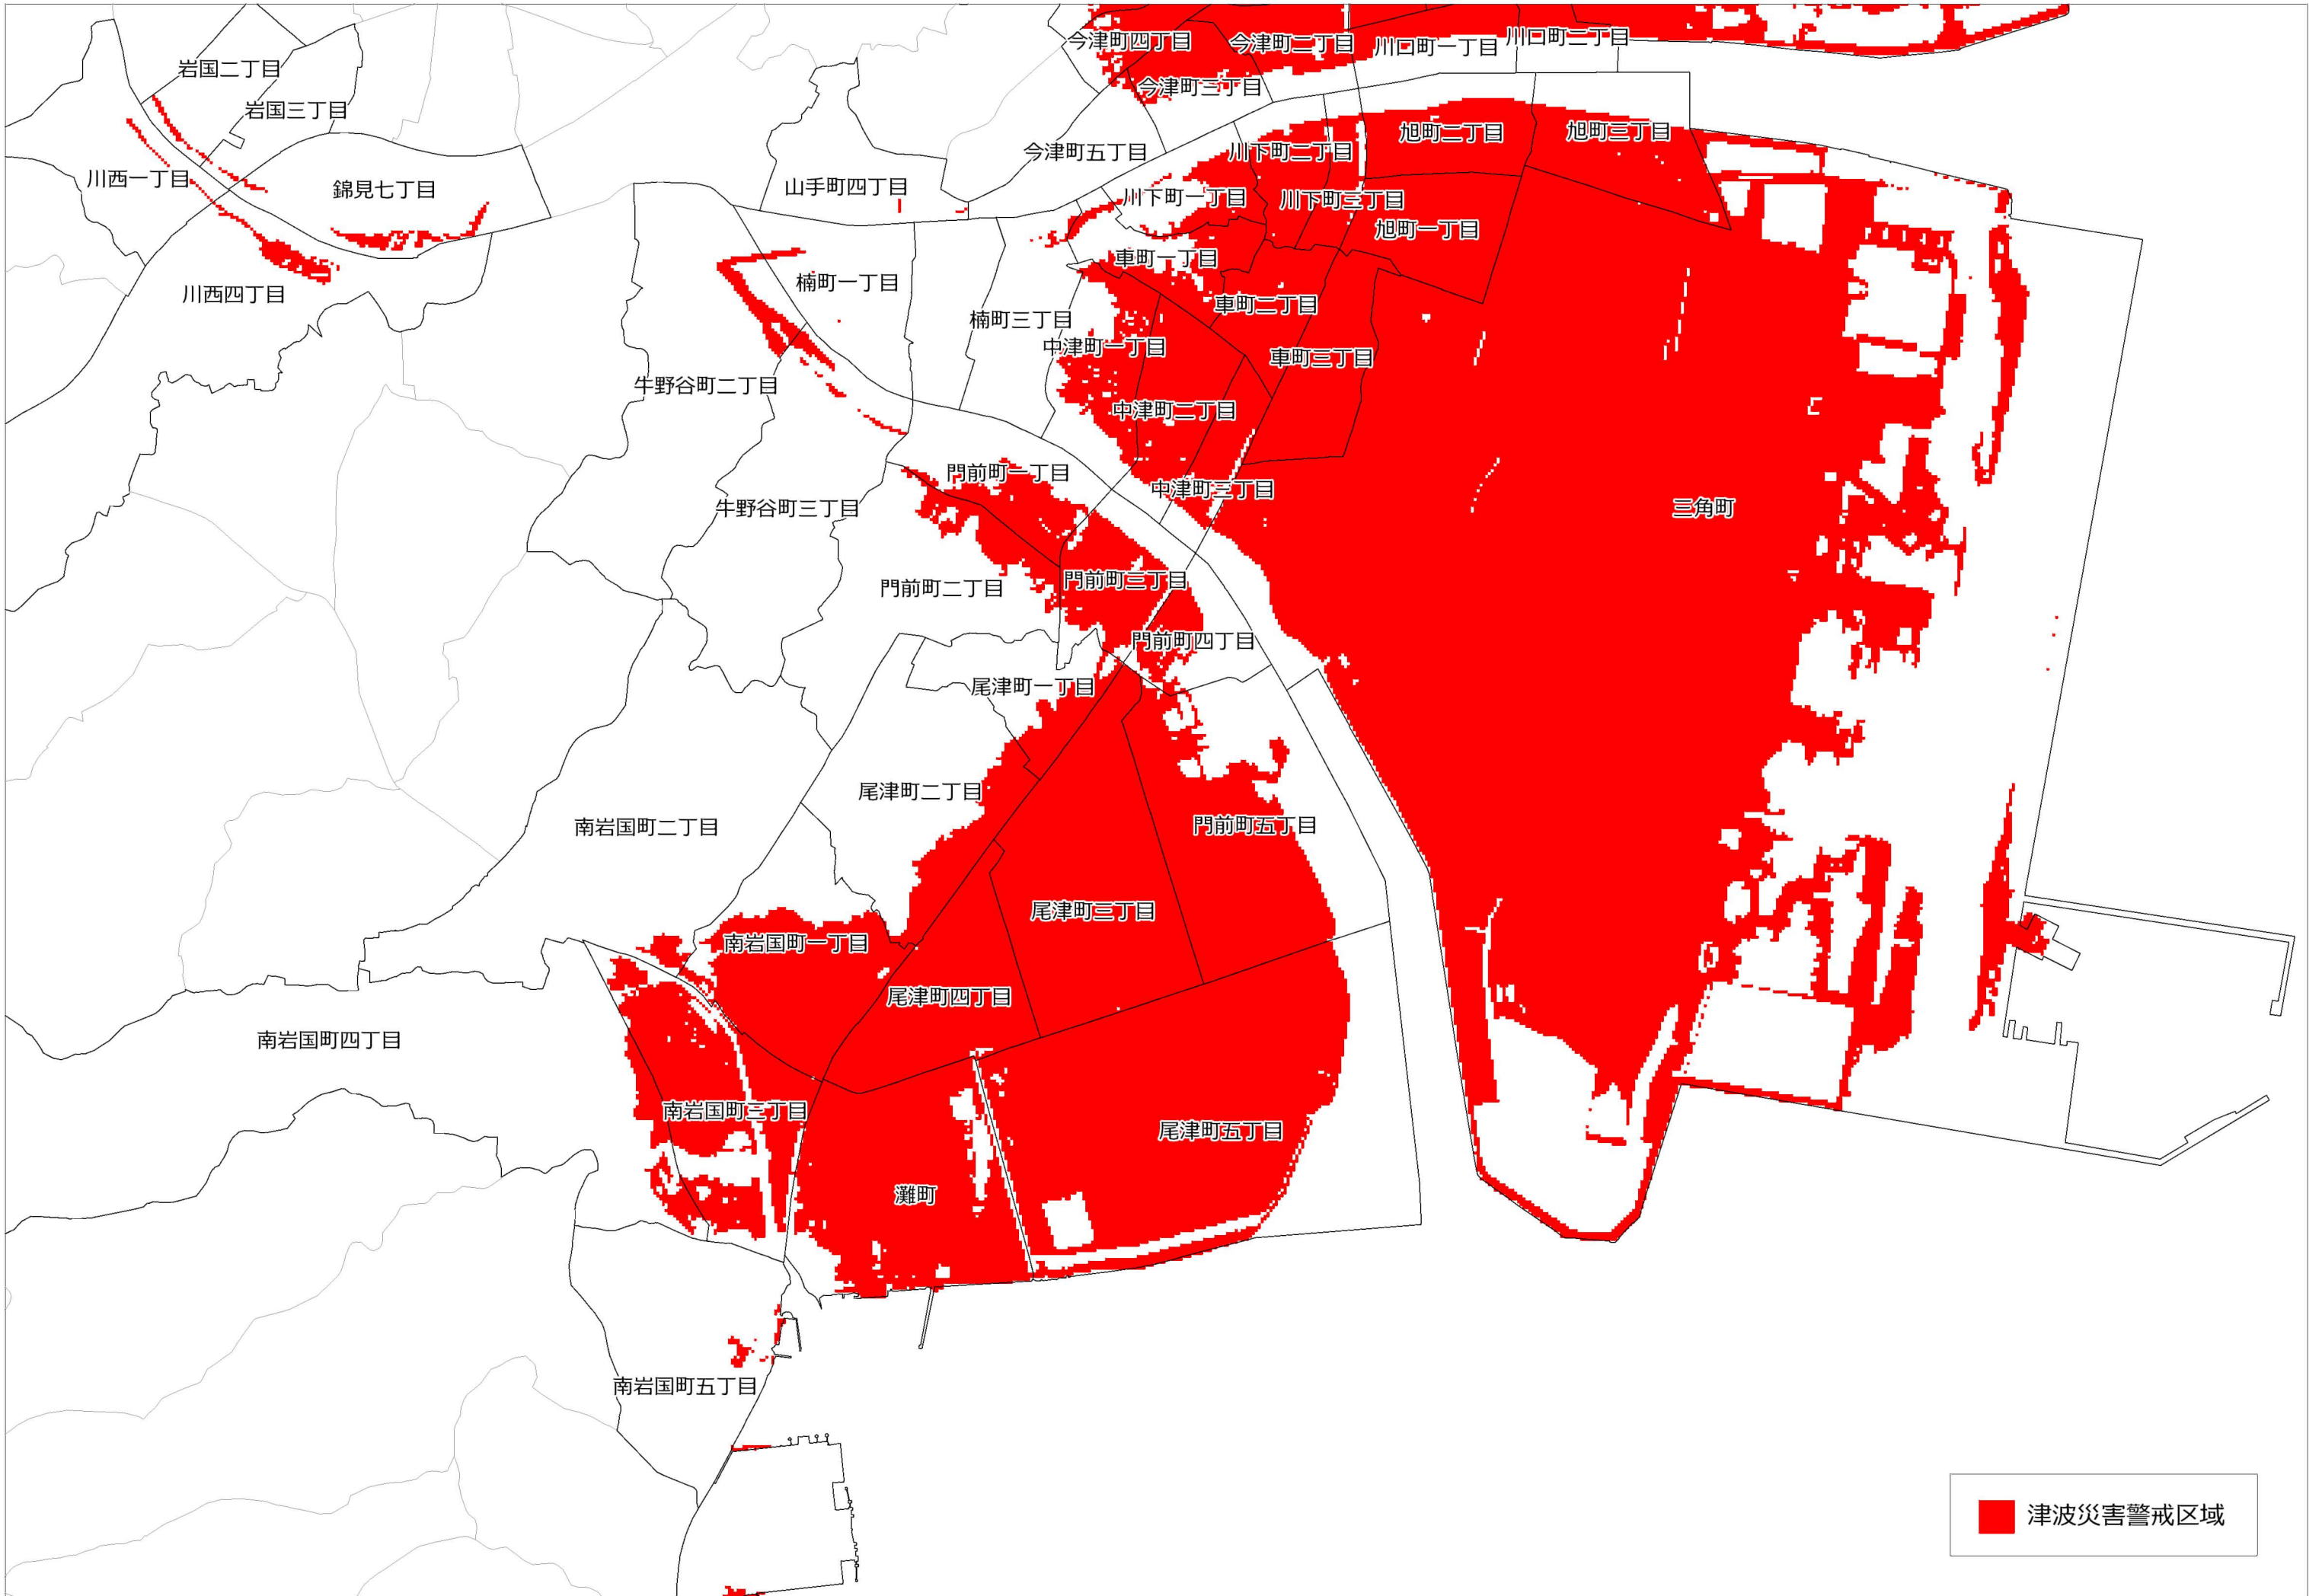 今津町四丁目
今津町二丁目
川口町一丁目
川口町二丁目
岩国二丁目
今津町三丁目
岩国三丁目
旭町二丁目
旭町三丁目
今津町五丁目
川下町二丁目
川西一丁目
錦見七丁目
山手町四丁目
川下町一丁目
川下町三丁目
旭町一丁目
車町一丁目
川西四丁目
楠町一丁目
車町二丁目
楠町三丁目
中津町一丁目
車町三丁目
牛野谷町二丁目
中津町二丁目
門前町一丁目
中津町三丁目
牛野谷町三丁目
三角町
門前町二丁目
門前町三丁目
門前町四丁目
尾津町一丁目
尾津町二丁目
南岩国町二丁目
門前町五丁目
尾津町三丁目
南岩国町一丁目
尾津町四丁目
南岩国町四丁目
南岩国町三丁目
尾津町五丁目
灘町
南岩国町五丁目
津波災害警戒区域